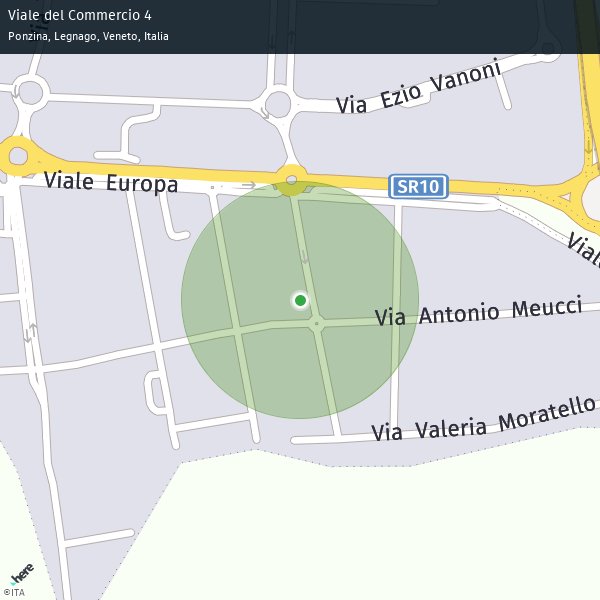 Viale del Commercio 4
Ponzina, Legnago, Veneto, Italia
Via Ezio Vanoni
Viale Europa
SR10
Via Antonio Meucci
Via Valeria Moratello
here
©ITA